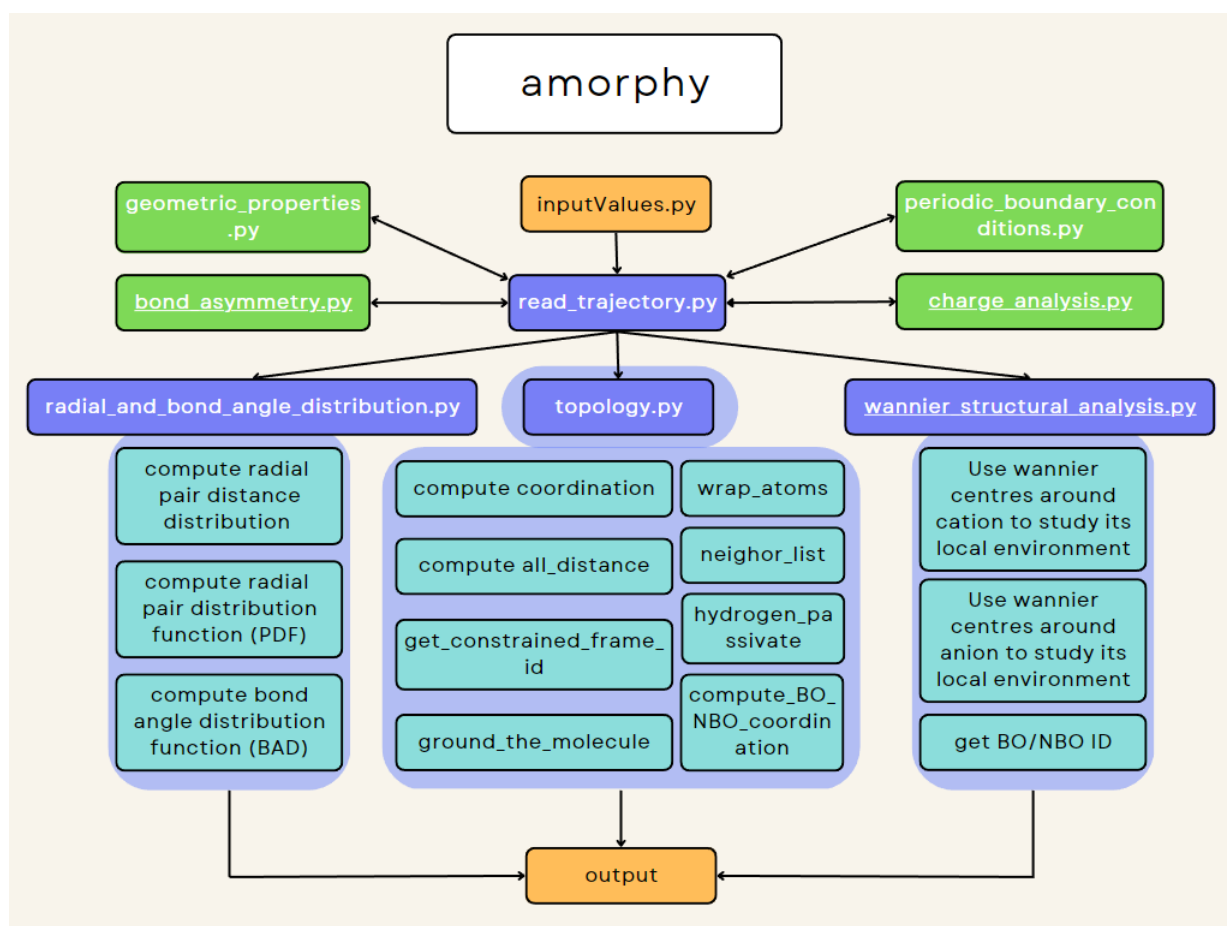 amorphy
geometric_properties
.py
inputValues.py
periodic_boundary_con
ditions.py
bond_asymmetry.py
read_trajectory.py
charge_analysis.py
radial_and_bond_angle_distribution.py
topology.py
wannier_structural_analysis.py
compute radial
pair distance
distribution
compute radial
pair distribution
function (PDF)
compute bond
angle distribution
function (BAD)
compute coordination
compute all_distance
get_constrained_frame_
id
ground_the_molecule
wrap_atoms
neighor_list
hydrogen_pa
ssivate
compute_BO_
NBO_coordin
ation
Use wannier
centres around
cation to study its
local environment
Use wannier
centres around
anion to study its
local environment
get BO/NBO ID
output